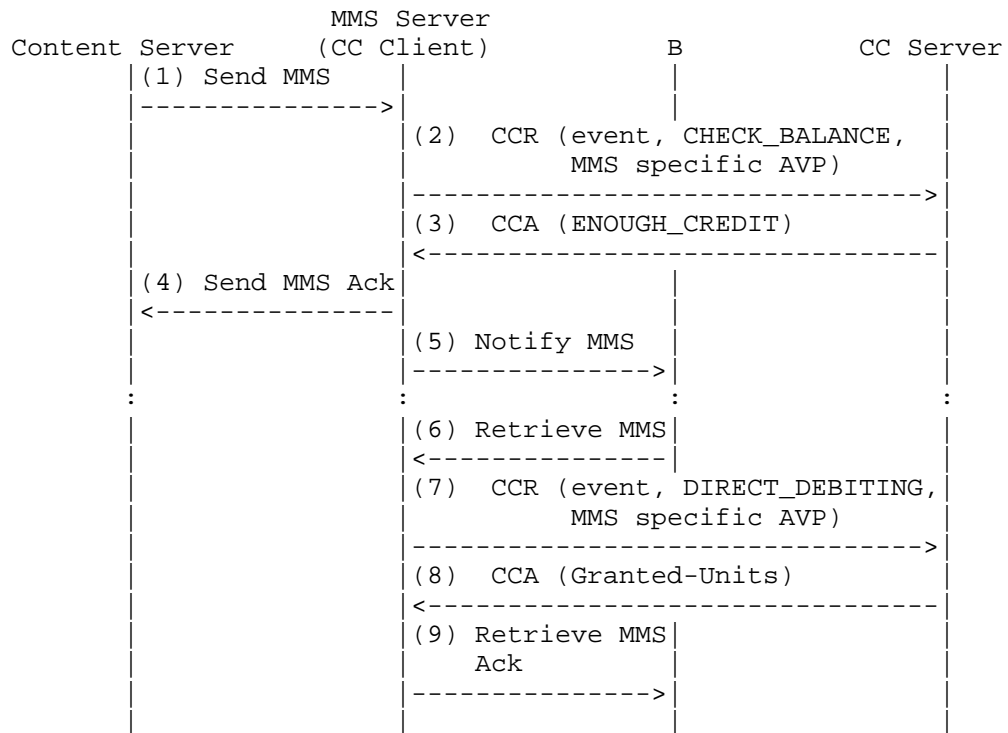 MMS Server
Content Server (CC Client) B CC Server
(1) Send MMS
(2) CCR (event, CHECK_BALANCE,
MMS specific AVP)
(3) CCA (ENOUGH_CREDIT)
(4) Send MMS Ack
(5) Notify MMS
(6) Retrieve MMS
(7) CCR (event, DIRECT_DEBITING,
MMS specific AVP)
(8) CCA (Granted-Units)
(9) Retrieve MMS
Ack